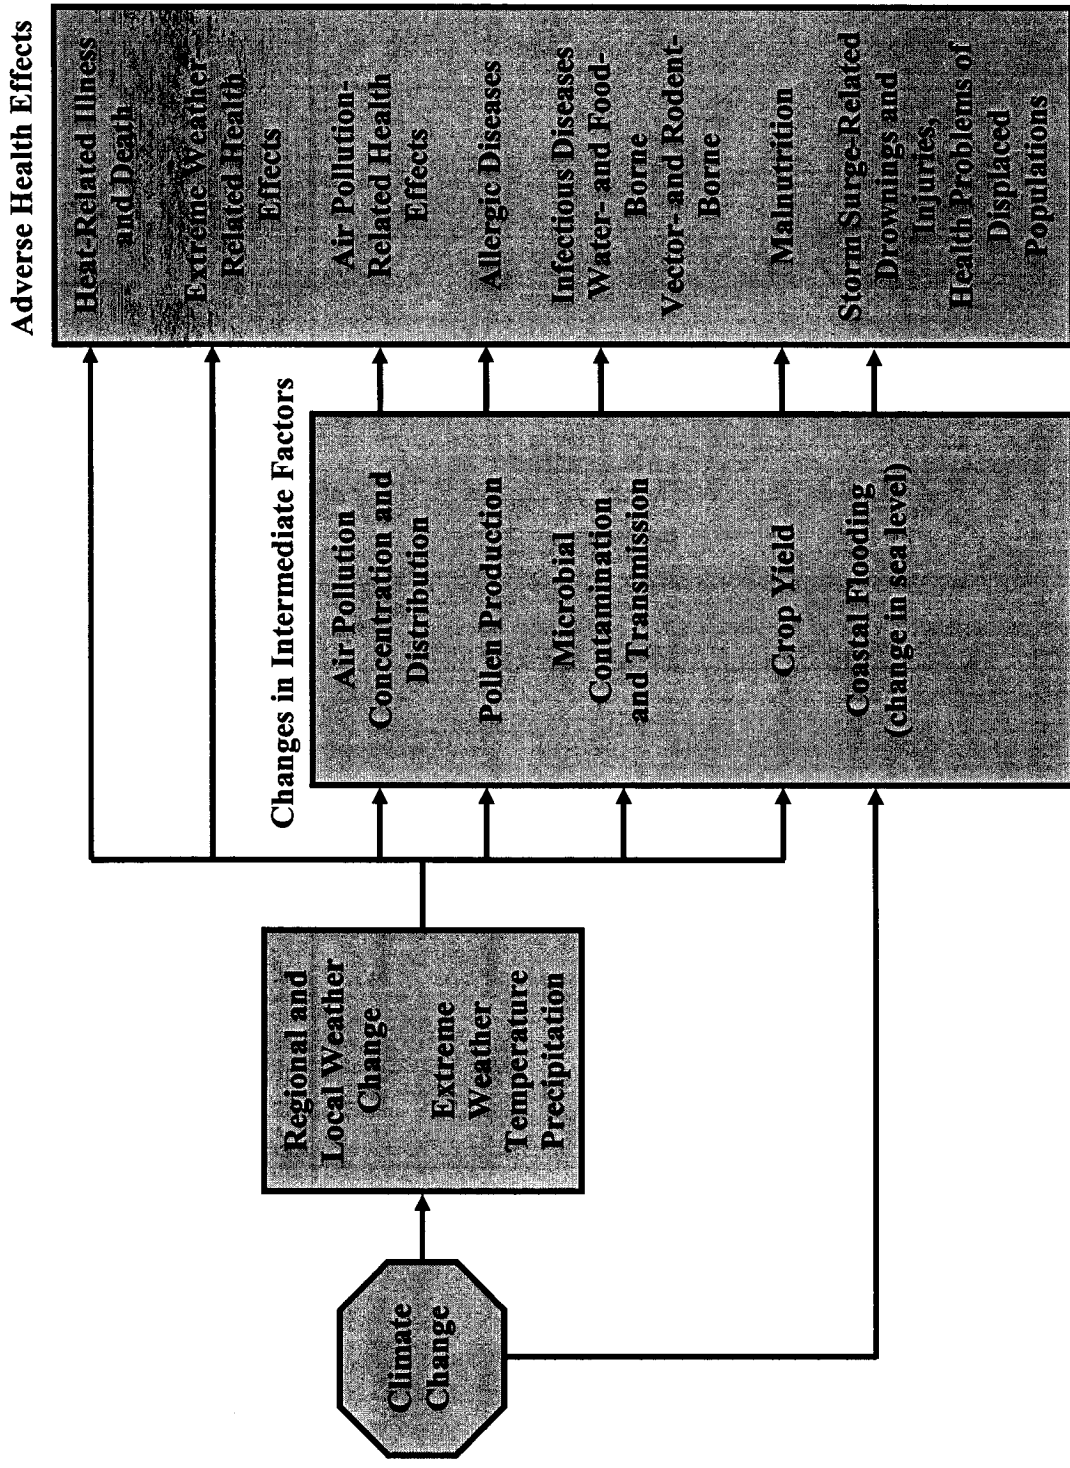 Climate
Change
Regional and
Local Weather
Change
Extreme
Weather
Temperature
Precipitation
Changes in Intermediate Factors
Air Pollution
Concentration and
Distribution
Pollen Production
Microbial
Contamination
and Transmission
Crop Yield
Coastal Flooding
(change in sea level)
Adverse Health Effects
Heat-Related Illness
and Death
Extreme Weather–
Related Health
Effects
Air Pollution-
Related Health
Effects
Allergic Diseases
Infectious Diseases
Water- and Food-
Borne
Vector- and Rodent-
Borne
Malnutrition
Storm Surge-Related
Drownings and
Injuries,
Health Problems of
Displaced
Populations